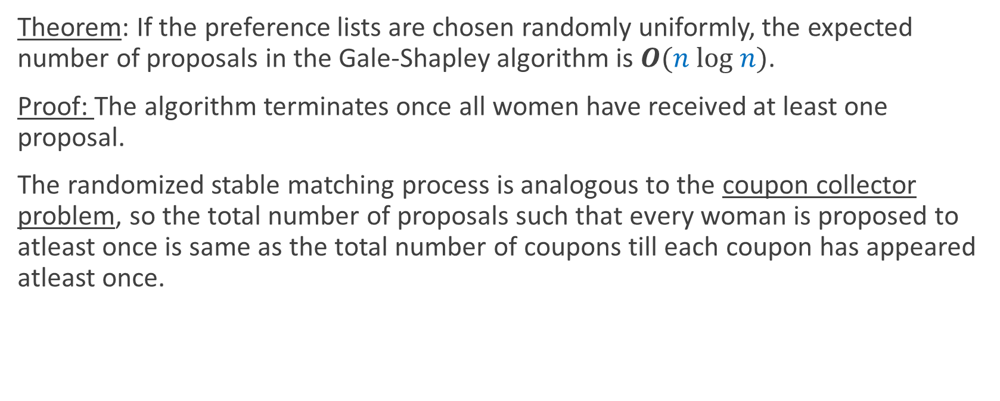 Theorem: If the preference lists are chosen randomly uniformly, the expected
number of proposals in the Gale-Shapley algorithm is O(n log n).
Proof: The algorithm terminates once all women have received at least one
proposal.
The randomized stable matching process is analogous to the coupon collector
problem, so the total number of proposals such that every woman is proposed to
atleast once is same as the total number of coupons till each coupon has appeared
atleast once.